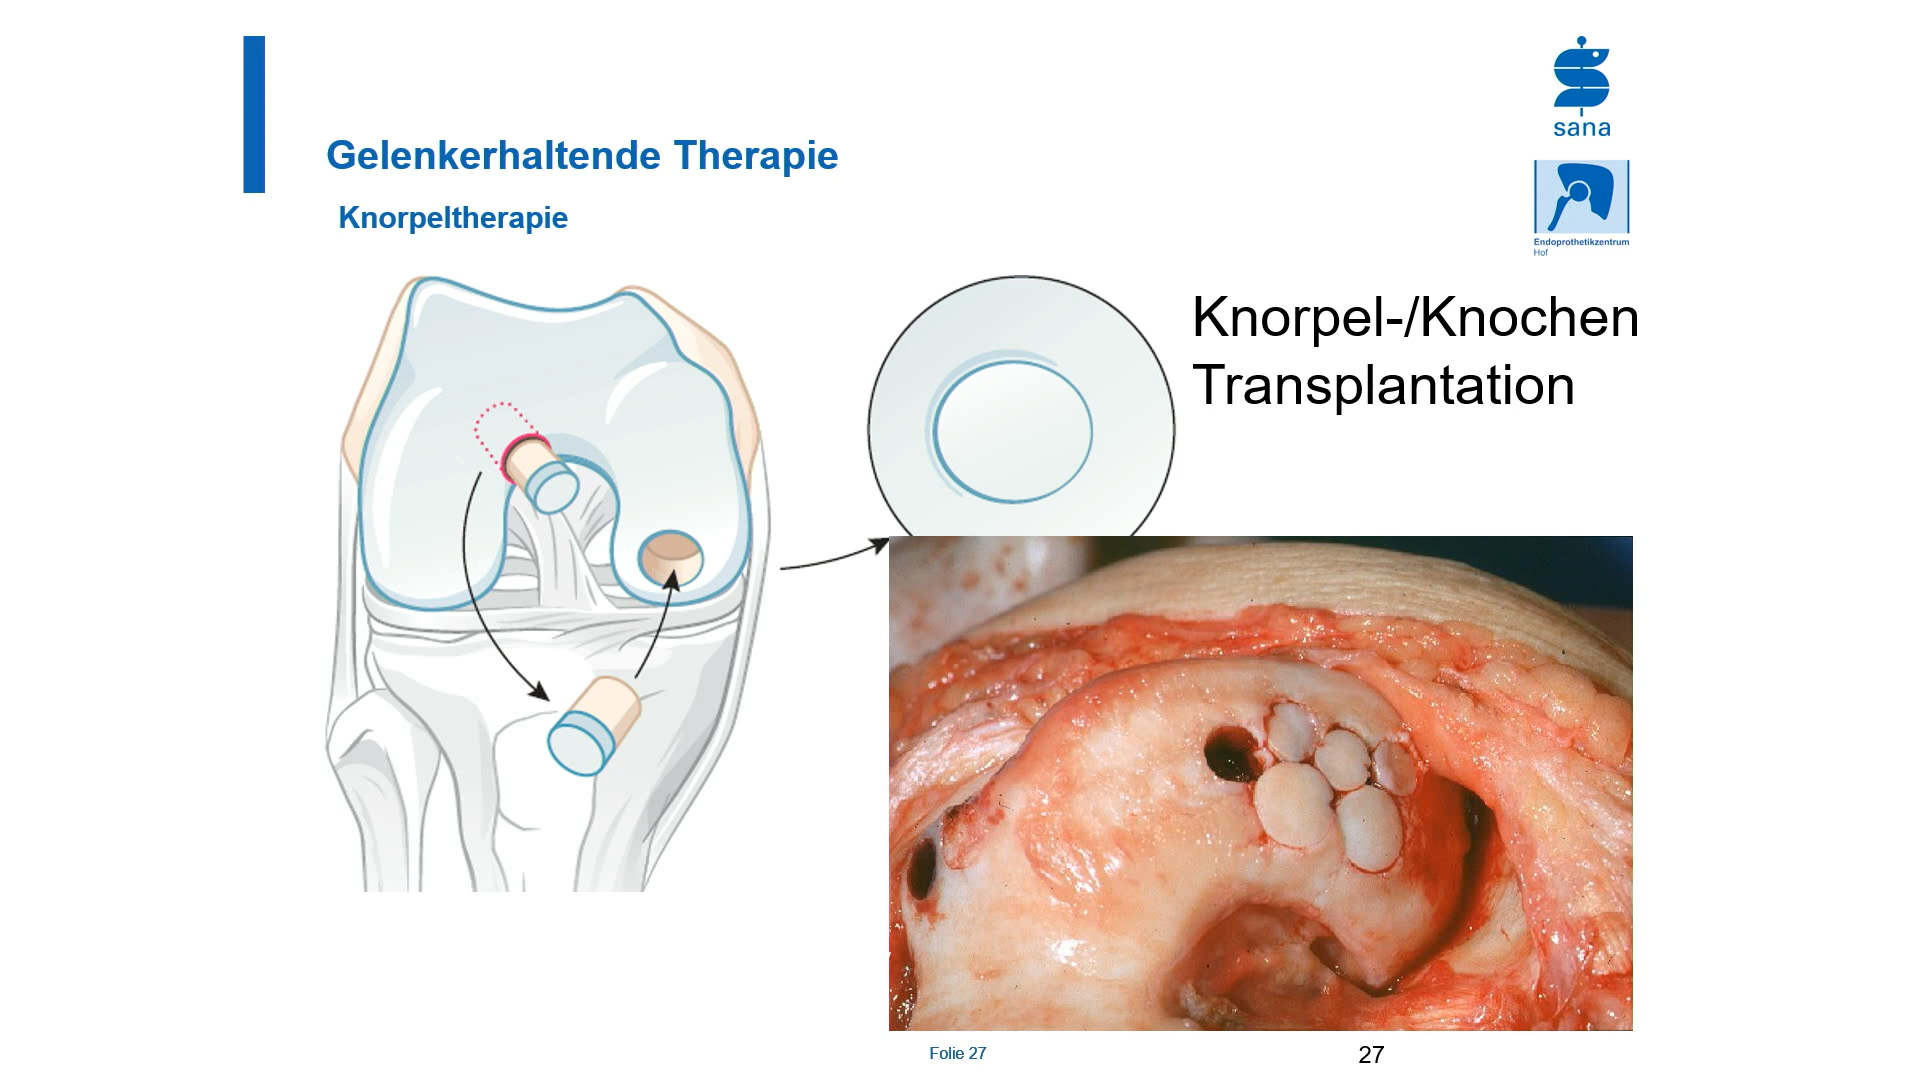 Gelenkerhaltende Therapie
Knorpeltherapie
sana
Endoprothetikzentrum
Hof
Knorpel-/Knochen
Transplantation
Folie 27
27